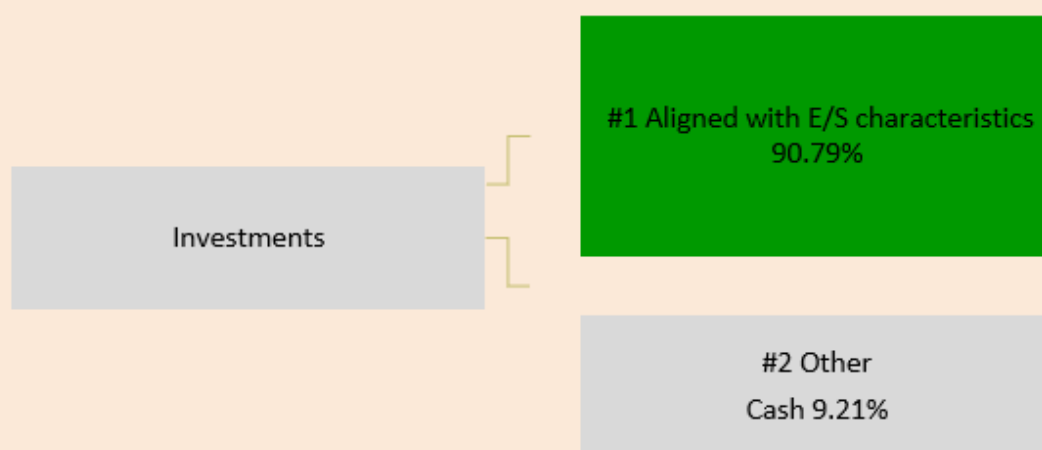 #1 Aligned with E/S characteristics
90.79%
Investments
#2 Other
Cash 9.21%